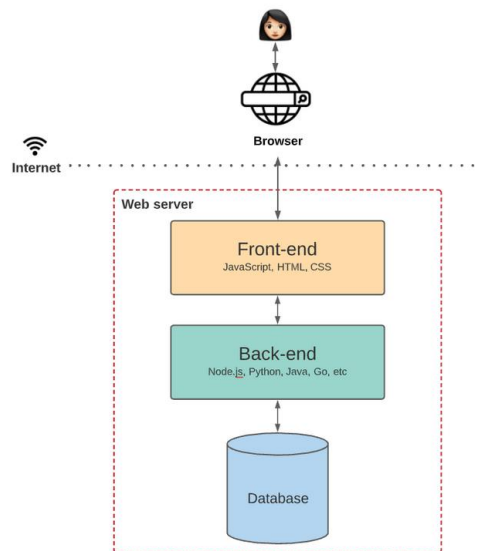 Browser
Internet
Web server
Front-end
JavaScript, HTML, CSS
Back-end
Node.js, Python, Java, Go, etc
Database